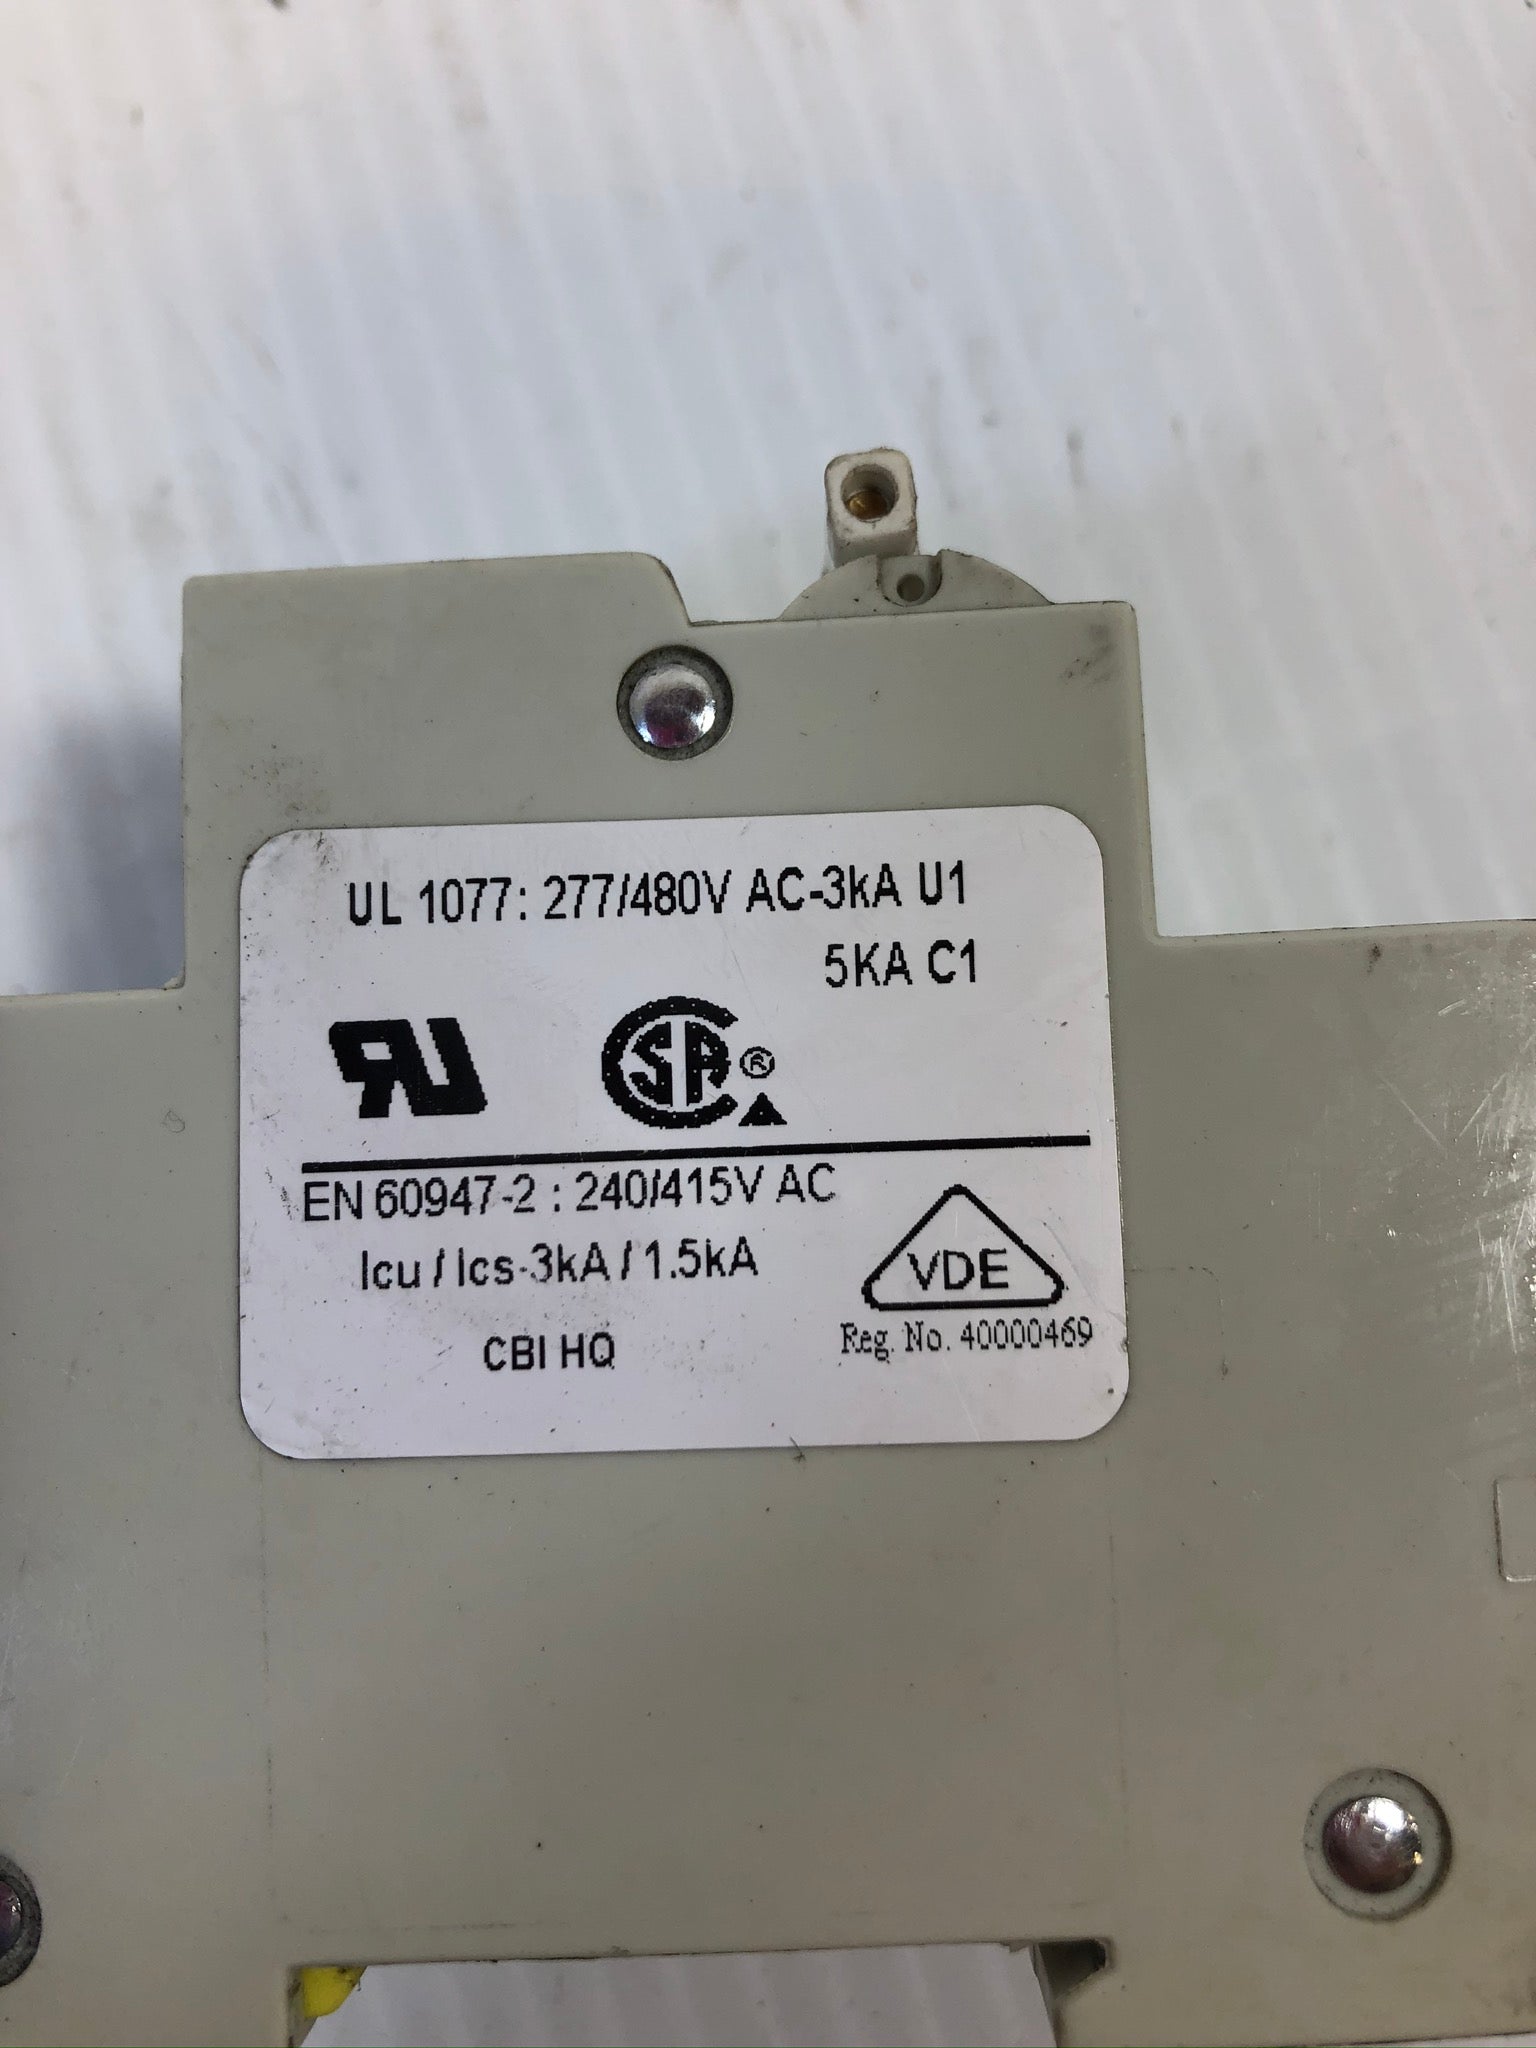 UL 1077: 277/480V AC-3kA U1
5KA C1
RU
CSA ®
EN 60947-2 : 240/415V AC
Icu / Ics-3kA / 1.5kA
VDE
Reg. No. 40000469
CBI HQ